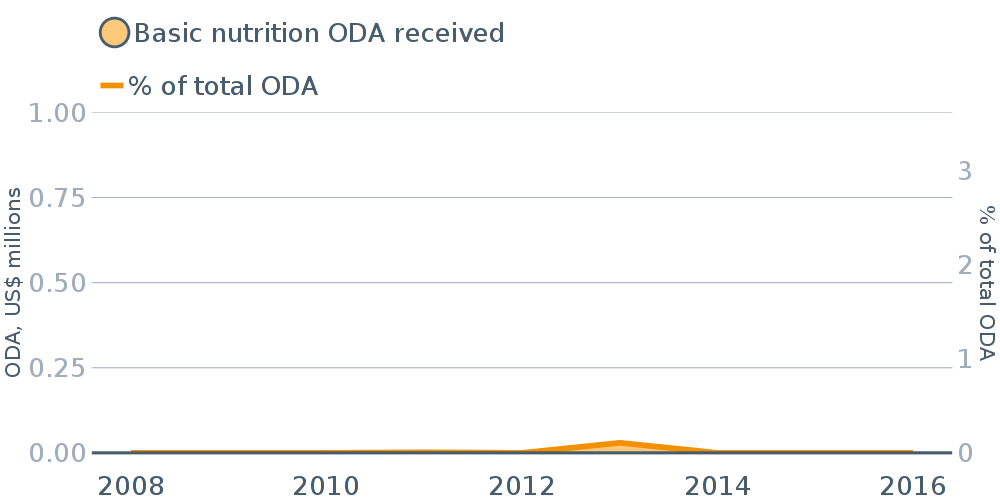 Basic nutrition ODA received
% of total ODA
1.00
0.75
0.50
0.25
0.00
ODA, US$ millions
3
2
1
0
% of total ODA
2008 2010 2012 2014 2016